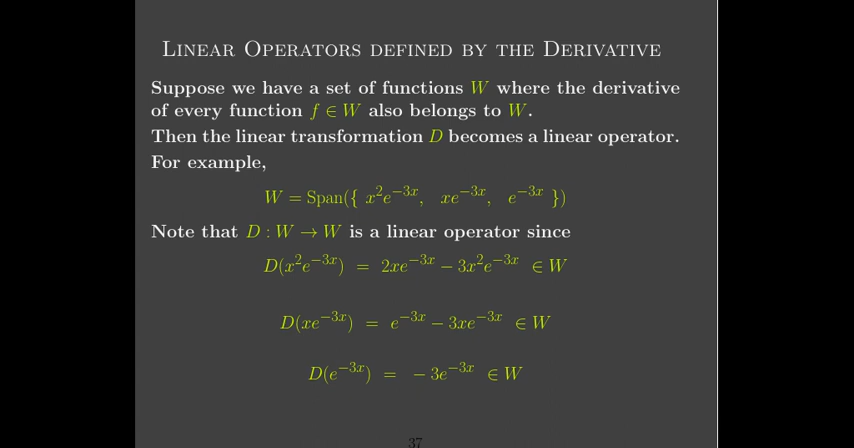 Linear Operators defined by the Derivative
Suppose we have a set of functions W where the derivative
of every function f ∈ W also belongs to W.
Then the linear transformation D becomes a linear operator.
For example,
W = Span({ x²e⁻³ˣ, xe⁻³ˣ, e⁻³ˣ })
Note that D : W → W is a linear operator since
D(x²e⁻³ˣ) = 2xe⁻³ˣ − 3x²e⁻³ˣ ∈ W
D(xe⁻³ˣ) = e⁻³ˣ − 3xe⁻³ˣ ∈ W
D(e⁻³ˣ) = − 3e⁻³ˣ ∈ W
37